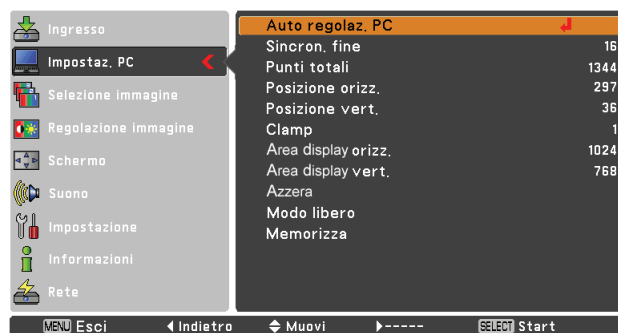 Ingresso
Impostaz. PC
Selezione immagine
Regolazione immagine
Schermo
Suono
Impostazione
Informazioni
Rete
Auto regolaz. PC
Sincron. fine 16
Punti totali 1344
Posizione orizz. 297
Posizione vert. 36
Clamp 1
Area display orizz. 1024
Area display vert. 768
Azzera
Modo libero
Memorizza
MENU Esci Indietro Muovi ----- SELECT Start